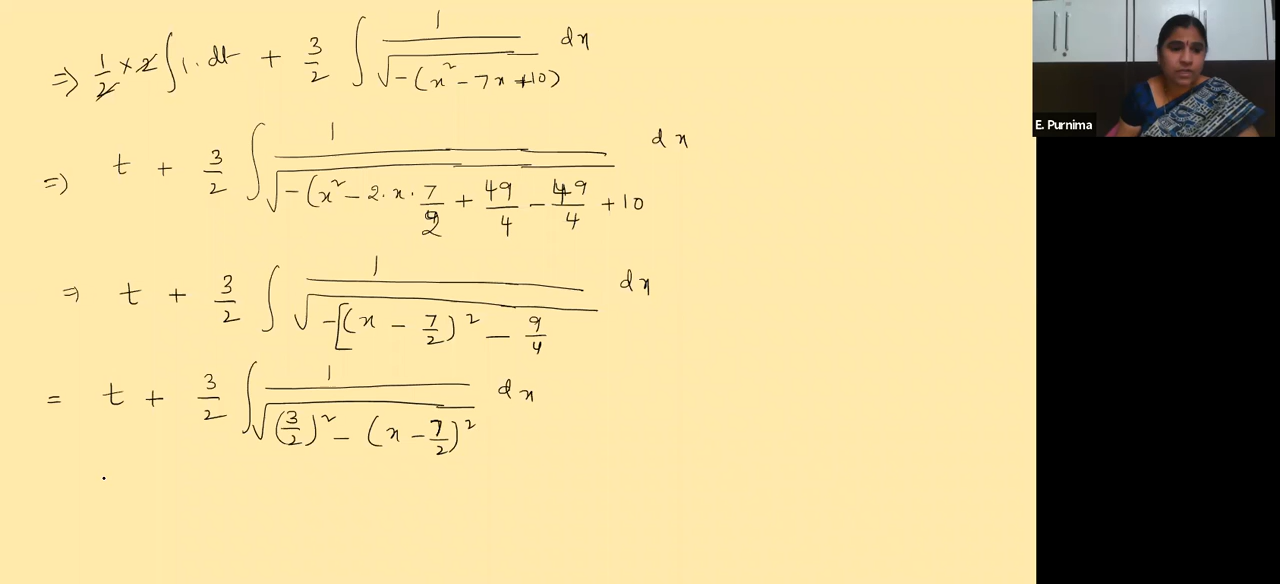 ⇒ 1/2 × 2 ∫ 1. dt + 3/2 ∫ 1/√(-(x² - 7x + 10)) dx
⇒) t + 3/2 ∫ 1/√(-(x² - 2. x. 7/2 + 49/4 - 49/4 + 10 dx
⇒ t + 3/2 ∫ 1/√(-[(x - 7/2)² - 9/4 dx
= t + 3/2 ∫ 1/√((3/2)² - (x - 7/2)²) dx
E. Purnima